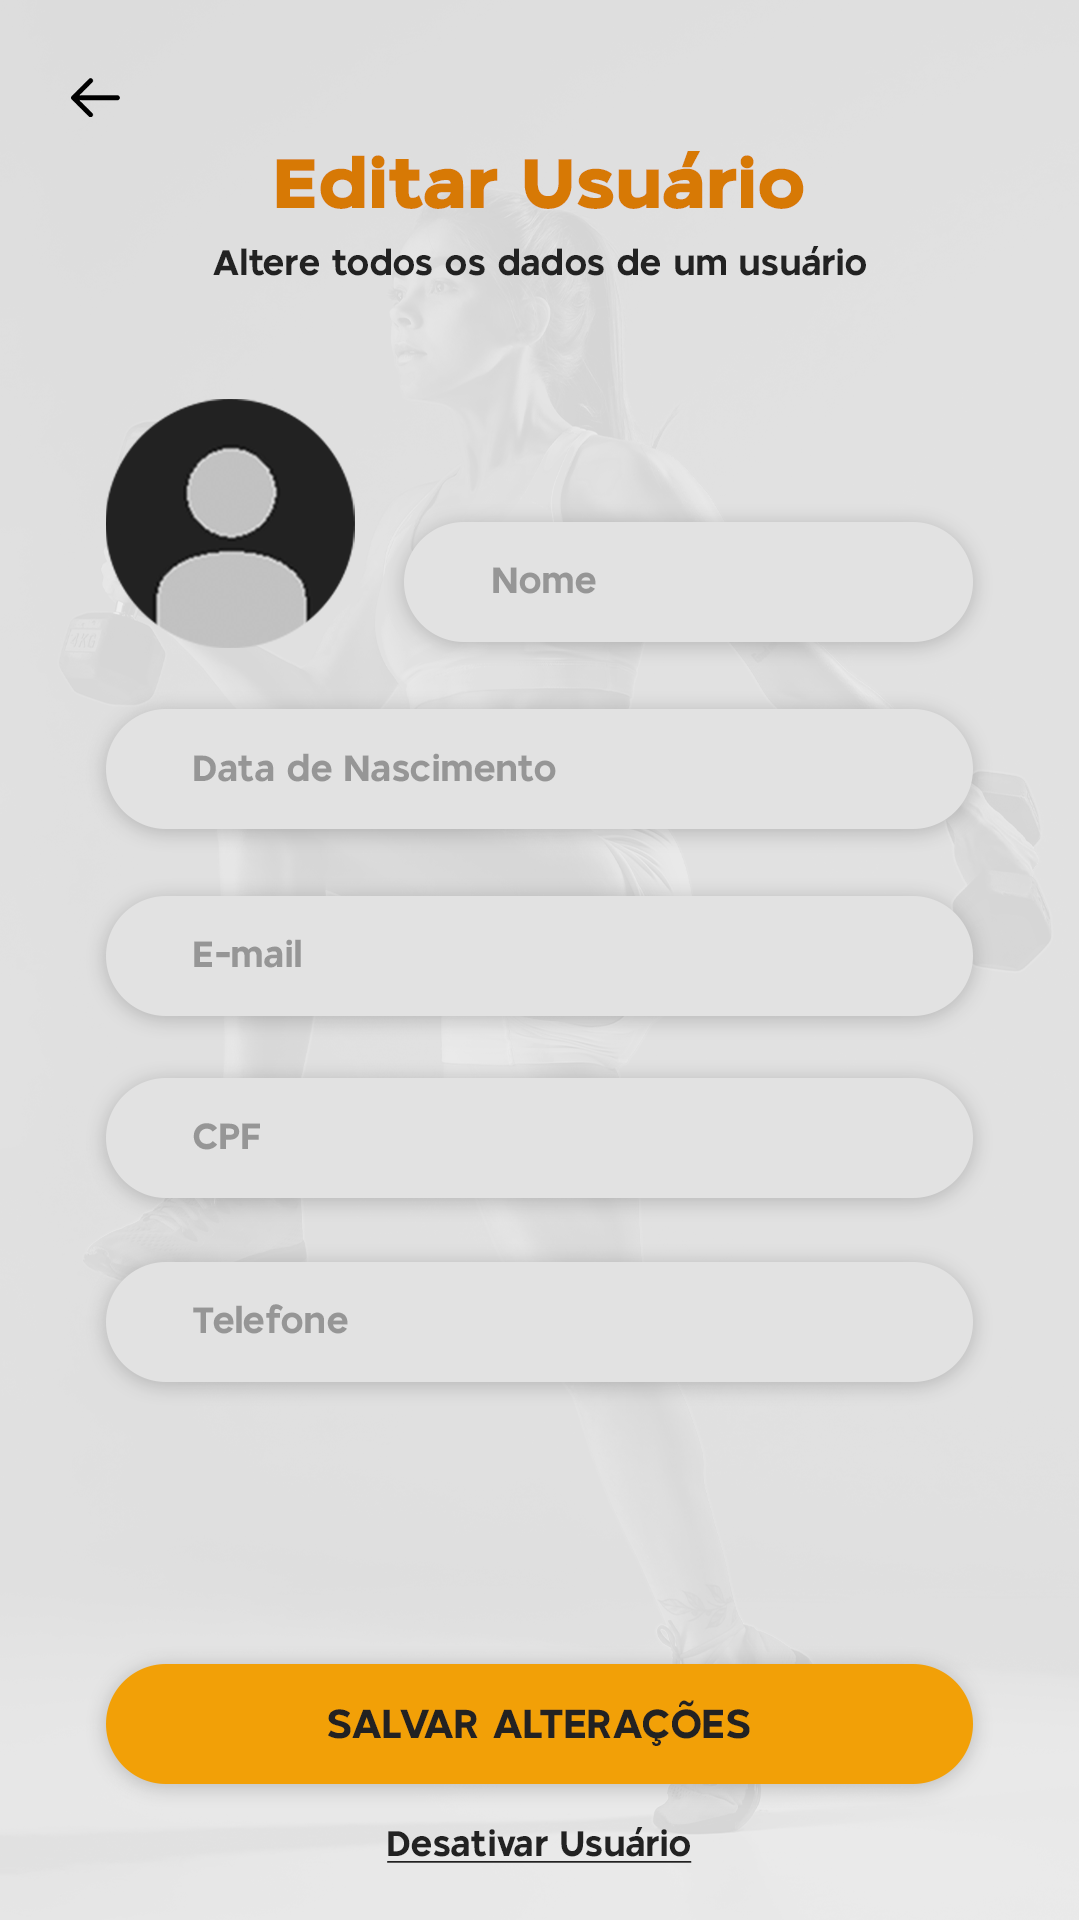 Editar Usuário
Altere todos os dados de um usuário
Nome
4KG
Data de Nascimento
E-mail
CPF
Telefone
SALVAR ALTERAÇÕES
Desativar Usuário